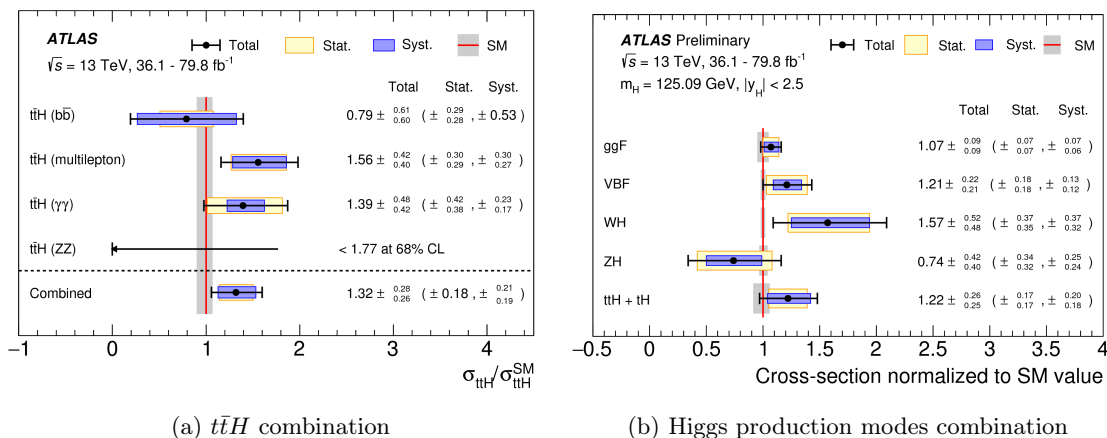 ATLAS
Total Stat. Syst. SM
√s = 13 TeV, 36.1 - 79.8 fb⁻¹
Total Stat. Syst.
tt̄H (bb̄) 0.79 ± 0.61 0.60 ( ± 0.29 0.28 , ± 0.53 )
tt̄H (multilepton) 1.56 ± 0.42 0.40 ( ± 0.30 0.29 , ± 0.30 0.27 )
tt̄H (γγ) 1.39 ± 0.48 0.42 ( ± 0.42 0.38 , ± 0.23 0.17 )
tt̄H (ZZ) < 1.77 at 68% CL
Combined 1.32 ± 0.28 0.26 ( ± 0.18 , ± 0.21 0.19 )
−1 0 1 2 3 4
σtt̄H/σSMtt̄H
(a) tt̄H combination
ATLAS Preliminary
Total Stat. Syst. SM
√s = 13 TeV, 36.1 - 79.8 fb⁻¹
mH = 125.09 GeV, |yH| < 2.5
Total Stat. Syst.
ggF 1.07 ± 0.09 0.09 ( ± 0.07 0.07 , ± 0.07 0.06 )
VBF 1.21 ± 0.22 0.21 ( ± 0.18 0.18 , ± 0.13 0.12 )
WH 1.57 ± 0.52 0.48 ( ± 0.37 0.35 , ± 0.37 0.32 )
ZH 0.74 ± 0.42 0.40 ( ± 0.34 0.32 , ± 0.25 0.24 )
ttH + tH 1.22 ± 0.26 0.25 ( ± 0.17 0.17 , ± 0.20 0.18 )
−0.5 0 0.5 1 1.5 2 2.5 3 3.5 4
Cross-section normalized to SM value
(b) Higgs production modes combination